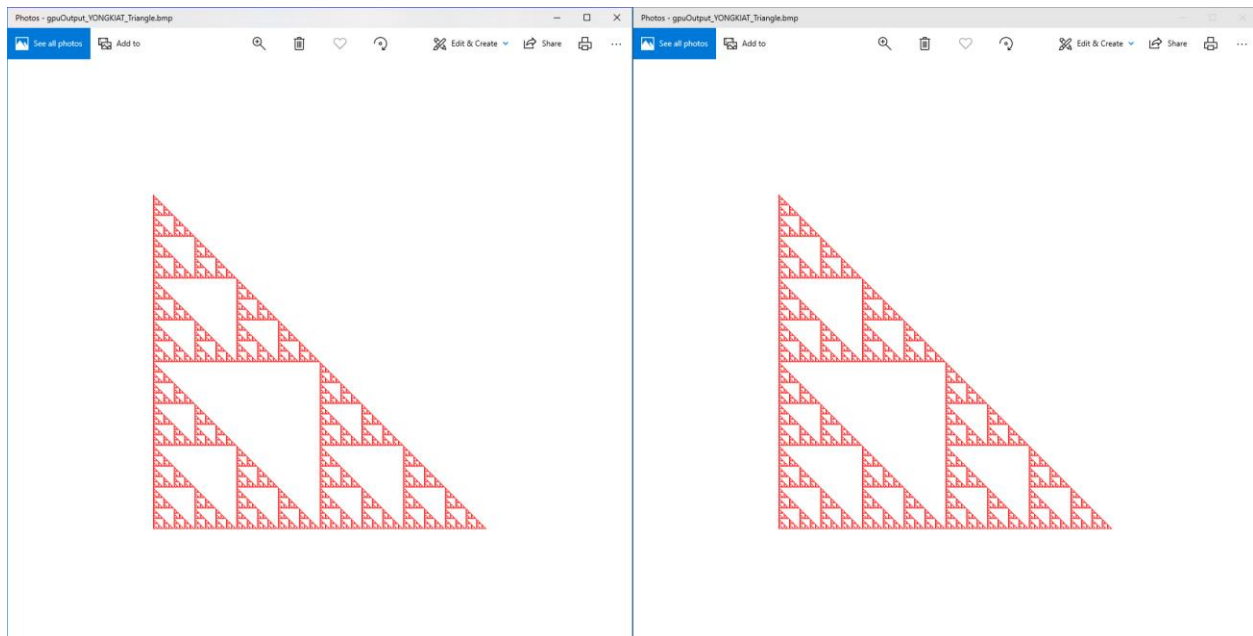 Photos - gpuOutput_YONGKIAT_Triangle.bmp
See all photos
Add to
Edit & Create
Share
Photos - gpuOutput_YONGKIAT_Triangle.bmp
See all photos
Add to
Edit & Create
Share